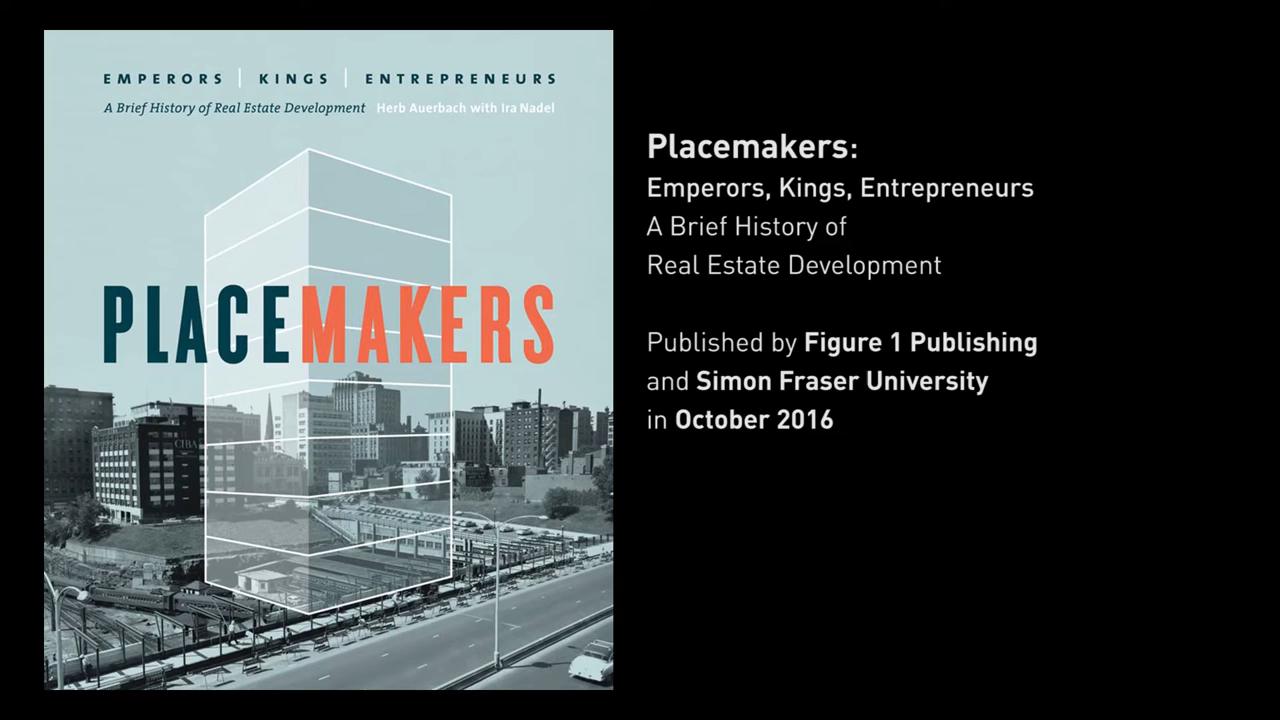 EMPERORS | KINGS | ENTREPRENEURS
A Brief History of Real Estate Development Herb Auerbach with Ira Nadel
PLACEMAKERS
CIBA
Placemakers:
Emperors, Kings, Entrepreneurs
A Brief History of
Real Estate Development
Published by Figure 1 Publishing
and Simon Fraser University
in October 2016